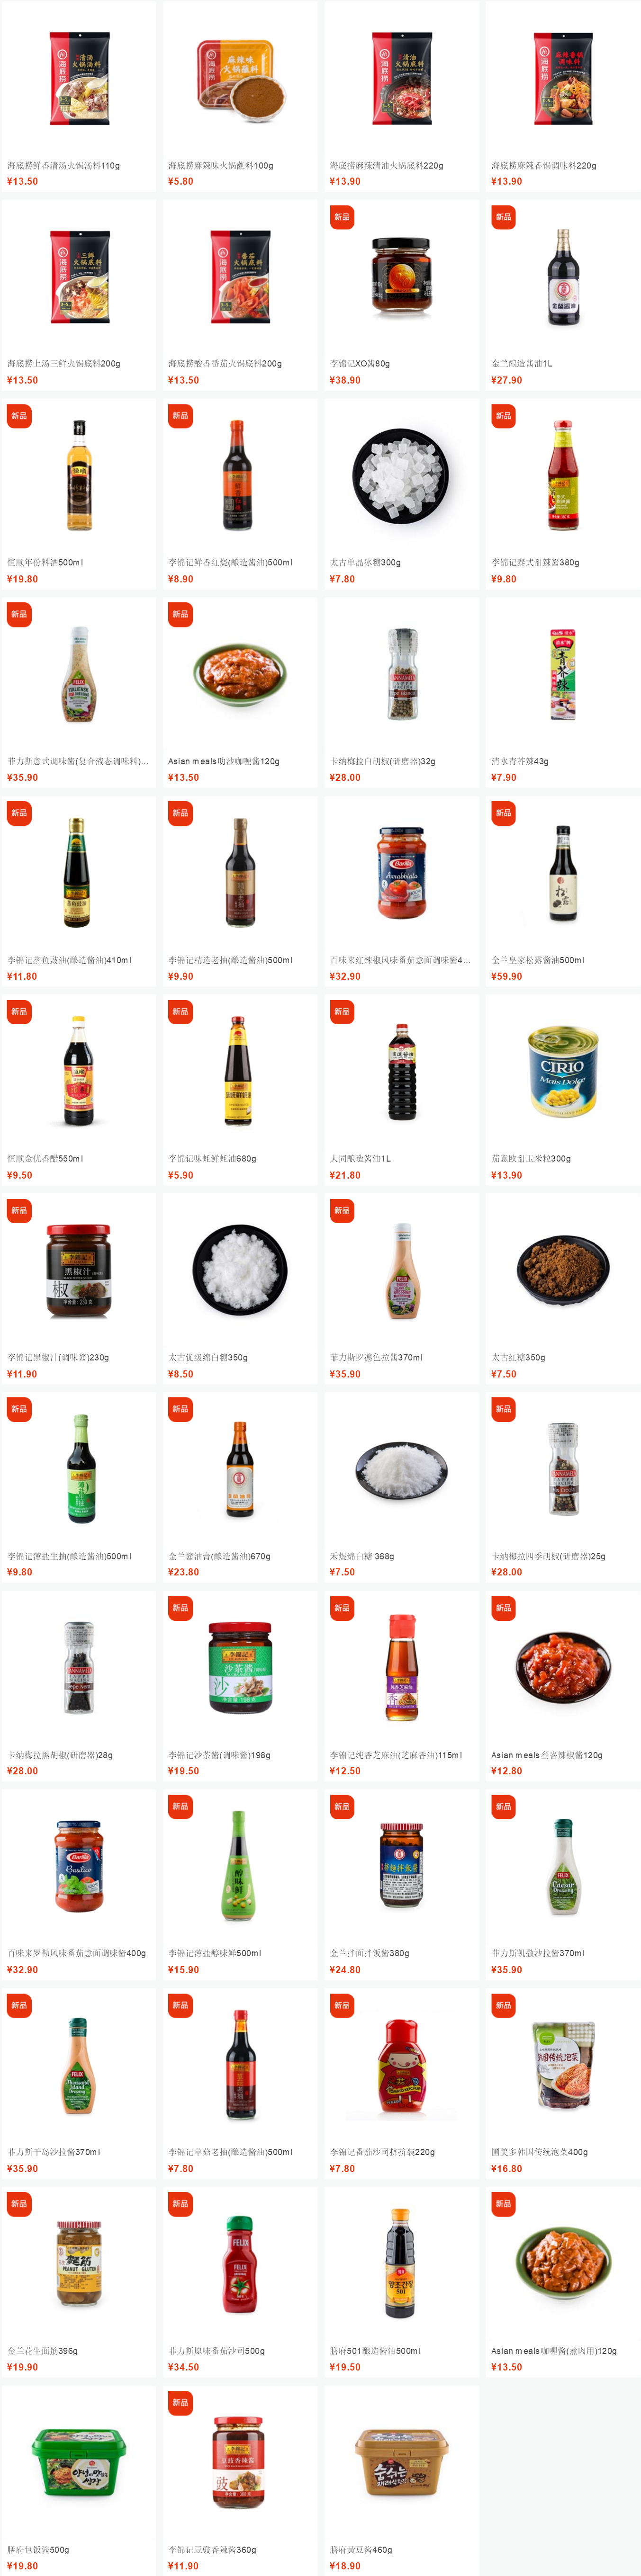 海底捞鲜香清汤火锅汤料110g
¥13.50
海底捞麻辣味火锅蘸料100g
¥5.80
海底捞麻辣清油火锅底料220g
¥13.90
海底捞麻辣香锅调味料220g
¥13.90
海底捞上汤三鲜火锅底料200g
¥13.50
海底捞酸香番茄火锅底料200g
¥13.50
新品
李锦记XO酱80g
¥38.90
新品
金兰酿造酱油1L
¥27.90
新品
恒顺年份料酒500ml
¥19.80
新品
李锦记鲜香红烧(酿造酱油)500ml
¥8.90
太古单晶冰糖300g
¥7.80
新品
李锦记泰式甜辣酱380g
¥9.80
新品
菲力斯意式调味酱(复合液态调味料)...
¥35.90
新品
Asian meals叻沙咖喱酱120g
¥13.50
卡纳梅拉白胡椒(研磨器)32g
¥28.00
清水青芥辣43g
¥7.90
新品
李锦记蒸鱼豉油(酿造酱油)410ml
¥11.80
新品
李锦记精选老抽(酿造酱油)500ml
¥9.90
百味来红辣椒风味番茄意面调味酱4...
¥32.90
新品
金兰皇家松露酱油500ml
¥59.90
新品
恒顺金优香醋550ml
¥9.50
新品
李锦记味蚝鲜蚝油680g
¥5.90
新品
大同酿造酱油1L
¥21.80
CIRIO
Mais Dolce
茄意欧甜玉米粒300g
¥13.90
新品
李锦记黑椒汁(调味酱)230g
¥11.90
太古优级绵白糖350g
¥8.50
新品
菲力斯罗德色拉酱370ml
¥35.90
太古红糖350g
¥7.50
新品
李锦记薄盐生抽(酿造酱油)500ml
¥9.80
新品
金兰酱油膏(酿造酱油)670g
¥23.80
禾煜绵白糖 368g
¥7.50
新品
卡纳梅拉四季胡椒(研磨器)25g
¥28.00
卡纳梅拉黑胡椒(研磨器)28g
¥28.00
新品
李锦记沙茶酱(调味酱)198g
¥19.50
新品
李锦记纯香芝麻油(芝麻香油)115ml
¥12.50
新品
Asian meals叁峇辣椒酱120g
¥12.80
百味来罗勒风味番茄意面调味酱400g
¥32.90
新品
李锦记薄盐醇味鲜500ml
¥15.90
新品
金兰拌面拌饭酱380g
¥24.80
新品
菲力斯凯撒沙拉酱370ml
¥35.90
新品
菲力斯千岛沙拉酱370ml
¥35.90
新品
李锦记草菇老抽(酿造酱油)500ml
¥7.80
新品
李锦记番茄沙司挤挤装220g
¥7.80
新品
圃美多韩国传统泡菜400g
¥16.80
新品
金兰花生面筋396g
¥19.90
新品
菲力斯原味番茄沙司500g
¥34.50
膳府501酿造酱油500ml
¥19.50
新品
Asian meals咖喱酱(煮肉用)120g
¥13.50
膳府包饭酱500g
¥19.80
新品
李锦记豆豉香辣酱360g
¥11.90
膳府黄豆酱460g
¥18.90